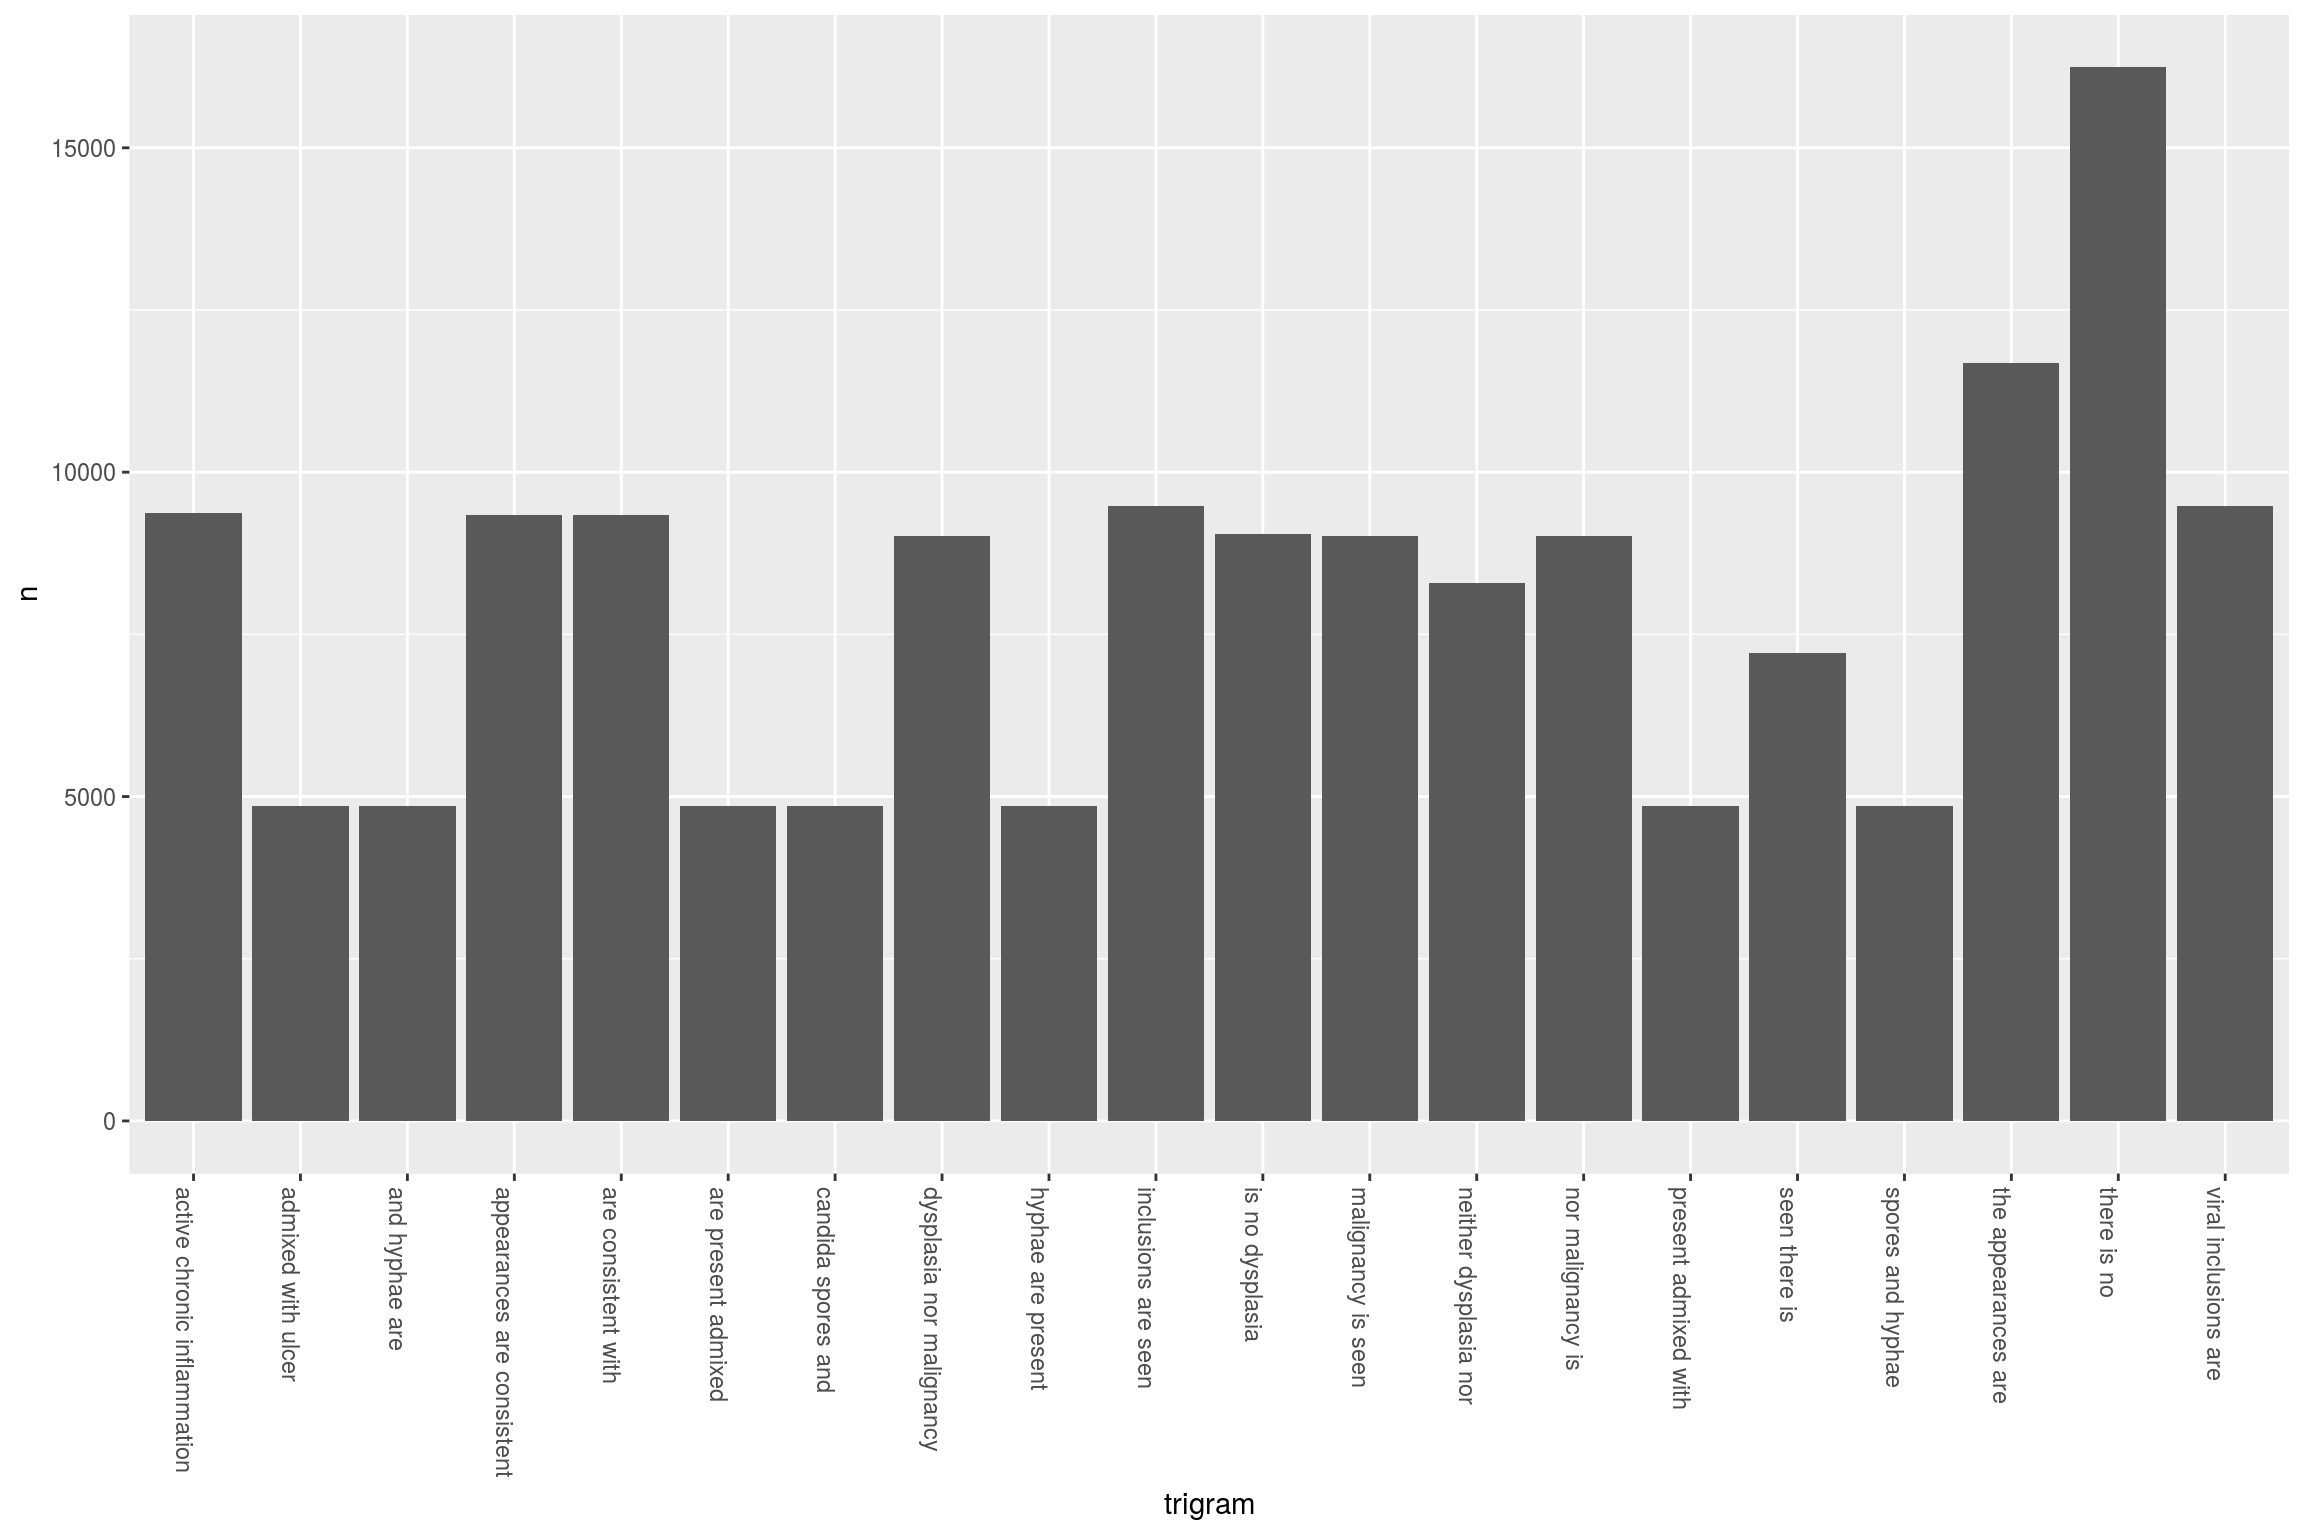 n
15000
10000
5000
0
active chronic inflammation
admixed with ulcer
and hyphae are
appearances are consistent
are consistent with
are present admixed
candida spores and
dysplasia nor malignancy
hyphae are present
inclusions are seen
is no dysplasia
malignancy is seen
neither dysplasia nor
nor malignancy is
present admixed with
seen there is
spores and hyphae
the appearances are
there is no
viral inclusions are
trigram